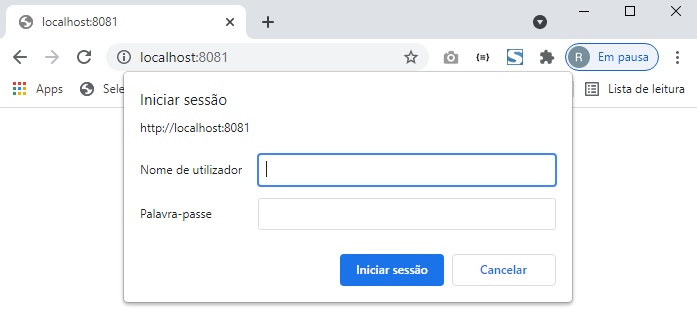 localhost:8081
localhost:8081
R Em pausa
Apps
Sele
Lista de leitura
Iniciar sessão
http://localhost:8081
Nome de utilizador
Palavra-passe
Iniciar sessão Cancelar